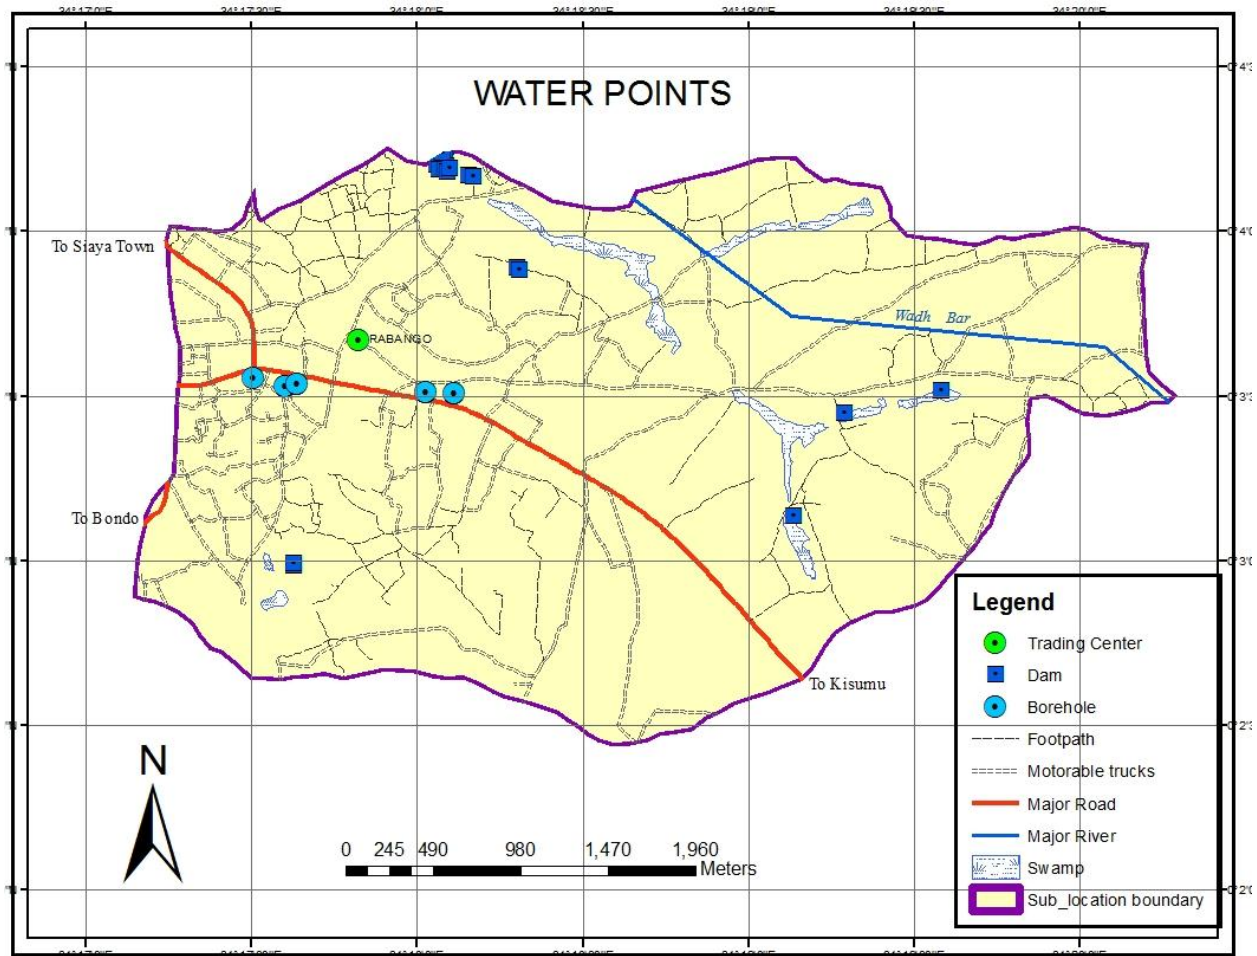 WATER POINTS
To Siaya Town
Wadh Bar
RABANGO
To Bondo
To Kisumu
Legend
Trading Center
Dam
Borehole
Footpath
Motorable trucks
Major Road
Major River
Swamp
Sub_location boundary
N
0 245 490 980 1,470 1,960
Meters